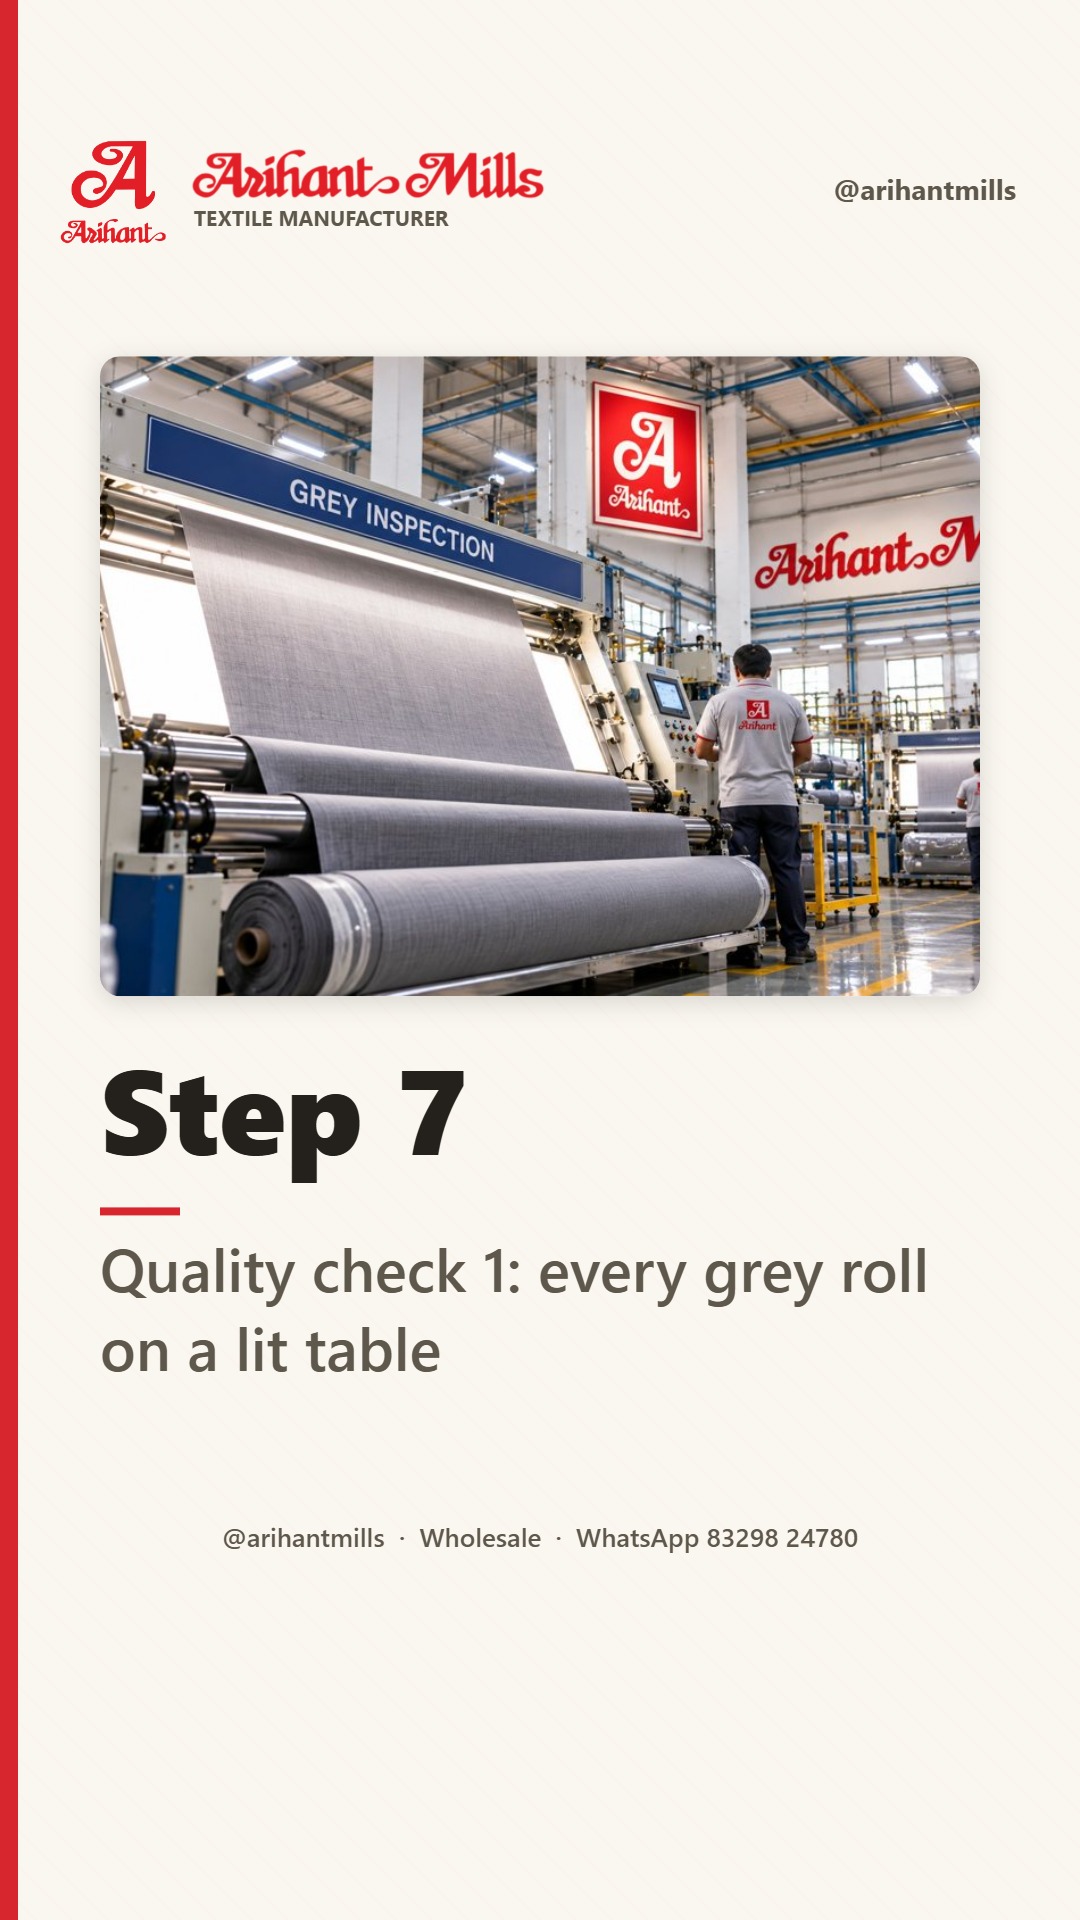 A
Arihant
Arihant Mills
TEXTILE MANUFACTURER
@arihantmills
GREY INSPECTION
A
Arihant
Arihant M
A
Arihant
Step 7
Quality check 1: every grey roll
on a lit table
@arihantmills · Wholesale · WhatsApp 83298 24780